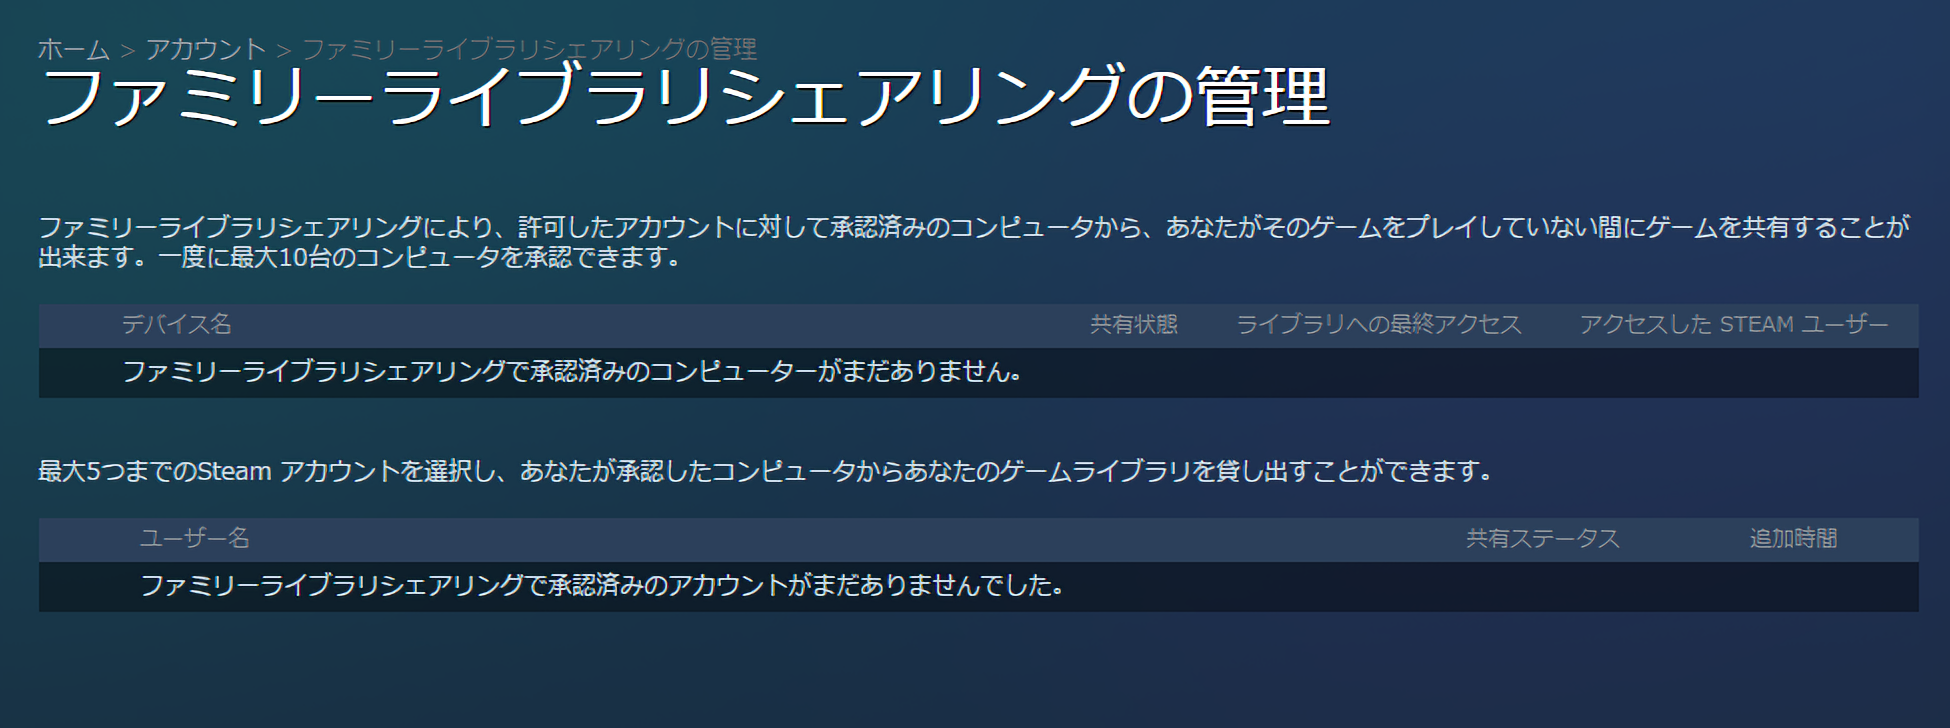 ホーム > アカウント > ファミリーライブラリシェアリングの管理
ファミリーライブラリシェアリングの管理
ファミリーライブラリシェアリングにより、許可したアカウントに対して承認済みのコンピュータから、あなたがそのゲームをプレイしていない間にゲームを共有することが
出来ます。一度に最大10台のコンピュータを承認できます。
デバイス名 共有状態 ライブラリへの最終アクセス アクセスした STEAM ユーザー
ファミリーライブラリシェアリングで承認済みのコンピューターがまだありません。
最大5つまでのSteam アカウントを選択し、あなたが承認したコンピュータからあなたのゲームライブラリを貸し出すことができます。
ユーザー名 共有ステータス 追加時間
ファミリーライブラリシェアリングで承認済みのアカウントがまだありませんでした。